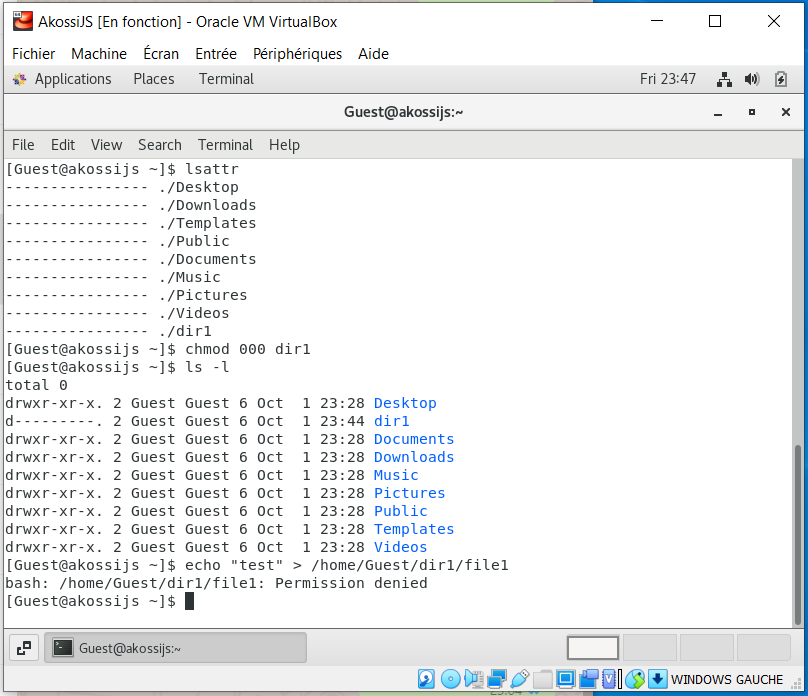 AkossiJS [En fonction] - Oracle VM VirtualBox
Fichier Machine Écran Entrée Périphériques Aide
Applications Places Terminal Fri 23:47
Guest@akossijs:~
File Edit View Search Terminal Help
[Guest@akossijs ~]$ lsattr
---------------- ./Desktop
---------------- ./Downloads
---------------- ./Templates
---------------- ./Public
---------------- ./Documents
---------------- ./Music
---------------- ./Pictures
---------------- ./Videos
---------------- ./dir1
[Guest@akossijs ~]$ chmod 000 dir1
[Guest@akossijs ~]$ ls -l
total 0
drwxr-xr-x. 2 Guest Guest 6 Oct  1 23:28 Desktop
d---------. 2 Guest Guest 6 Oct  1 23:44 dir1
drwxr-xr-x. 2 Guest Guest 6 Oct  1 23:28 Documents
drwxr-xr-x. 2 Guest Guest 6 Oct  1 23:28 Downloads
drwxr-xr-x. 2 Guest Guest 6 Oct  1 23:28 Music
drwxr-xr-x. 2 Guest Guest 6 Oct  1 23:28 Pictures
drwxr-xr-x. 2 Guest Guest 6 Oct  1 23:28 Public
drwxr-xr-x. 2 Guest Guest 6 Oct  1 23:28 Templates
drwxr-xr-x. 2 Guest Guest 6 Oct  1 23:28 Videos
[Guest@akossijs ~]$ echo "test" > /home/Guest/dir1/file1
bash: /home/Guest/dir1/file1: Permission denied
[Guest@akossijs ~]$
Guest@akossijs:~
WINDOWS GAUCHE